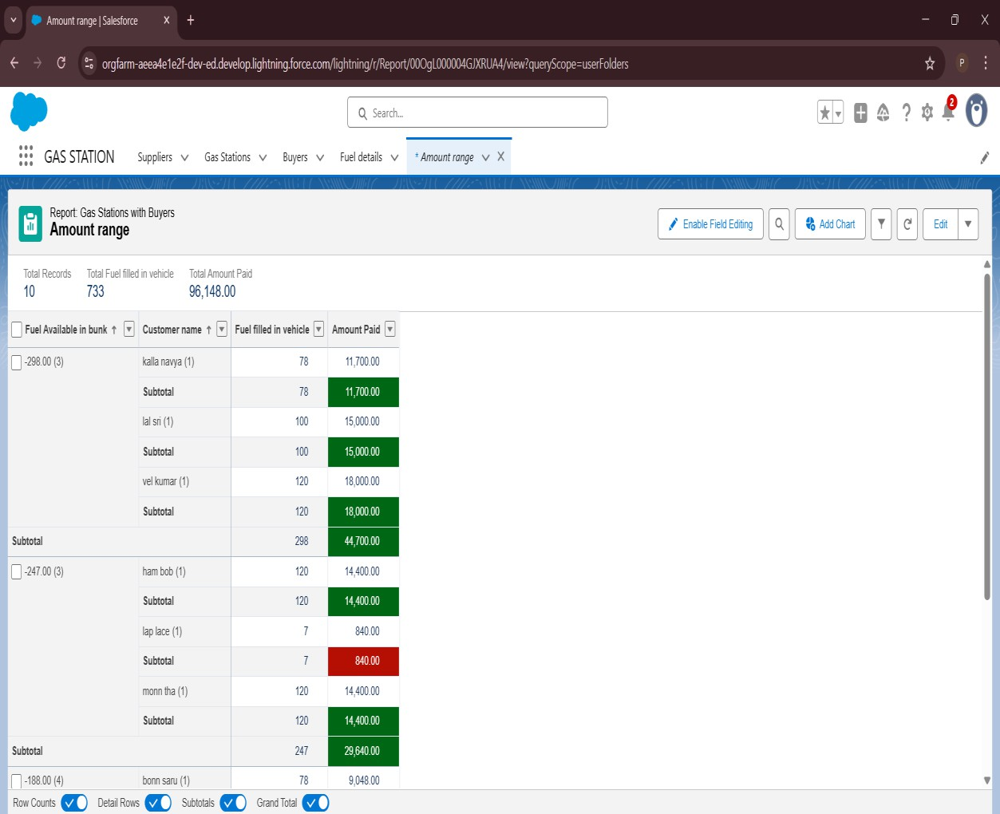 Amount range | Salesforce
orgfarm-aeea4e1e2f-dev-ed.develop.lightning.force.com/lightning/r/Report/00OgL000004GJXRUA4/view?queryScope=userFolders
P
Search...
2
GAS STATION Suppliers Gas Stations Buyers Fuel details * Amount range
Report: Gas Stations with Buyers
Amount range
Enable Field Editing Add Chart Edit
Total Records Total Fuel filled in vehicle Total Amount Paid
10 733 96,148.00
Fuel Available in bunk ↑ Customer name ↑ Fuel filled in vehicle Amount Paid
-298.00 (3) kalla navya (1) 78 11,700.00
Subtotal 78 11,700.00
lal sri (1) 100 15,000.00
Subtotal 100 15,000.00
vel kumar (1) 120 18,000.00
Subtotal 120 18,000.00
Subtotal 298 44,700.00
-247.00 (3) ham bob (1) 120 14,400.00
Subtotal 120 14,400.00
lap lace (1) 7 840.00
Subtotal 7 840.00
monn tha (1) 120 14,400.00
Subtotal 120 14,400.00
Subtotal 247 29,640.00
-188.00 (4) bonn saru (1) 78 9,048.00
Row Counts Detail Rows Subtotals Grand Total